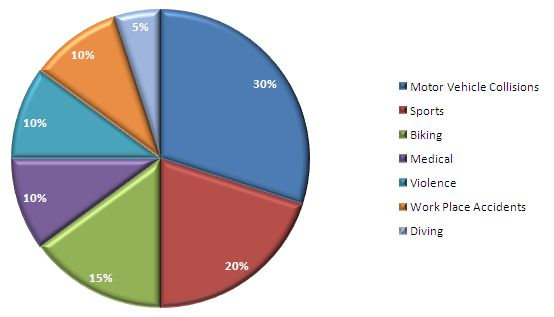 5%
10%
30%
10%
10%
15%
20%
Motor Vehicle Collisions
Sports
Biking
Medical
Violence
Work Place Accidents
Diving